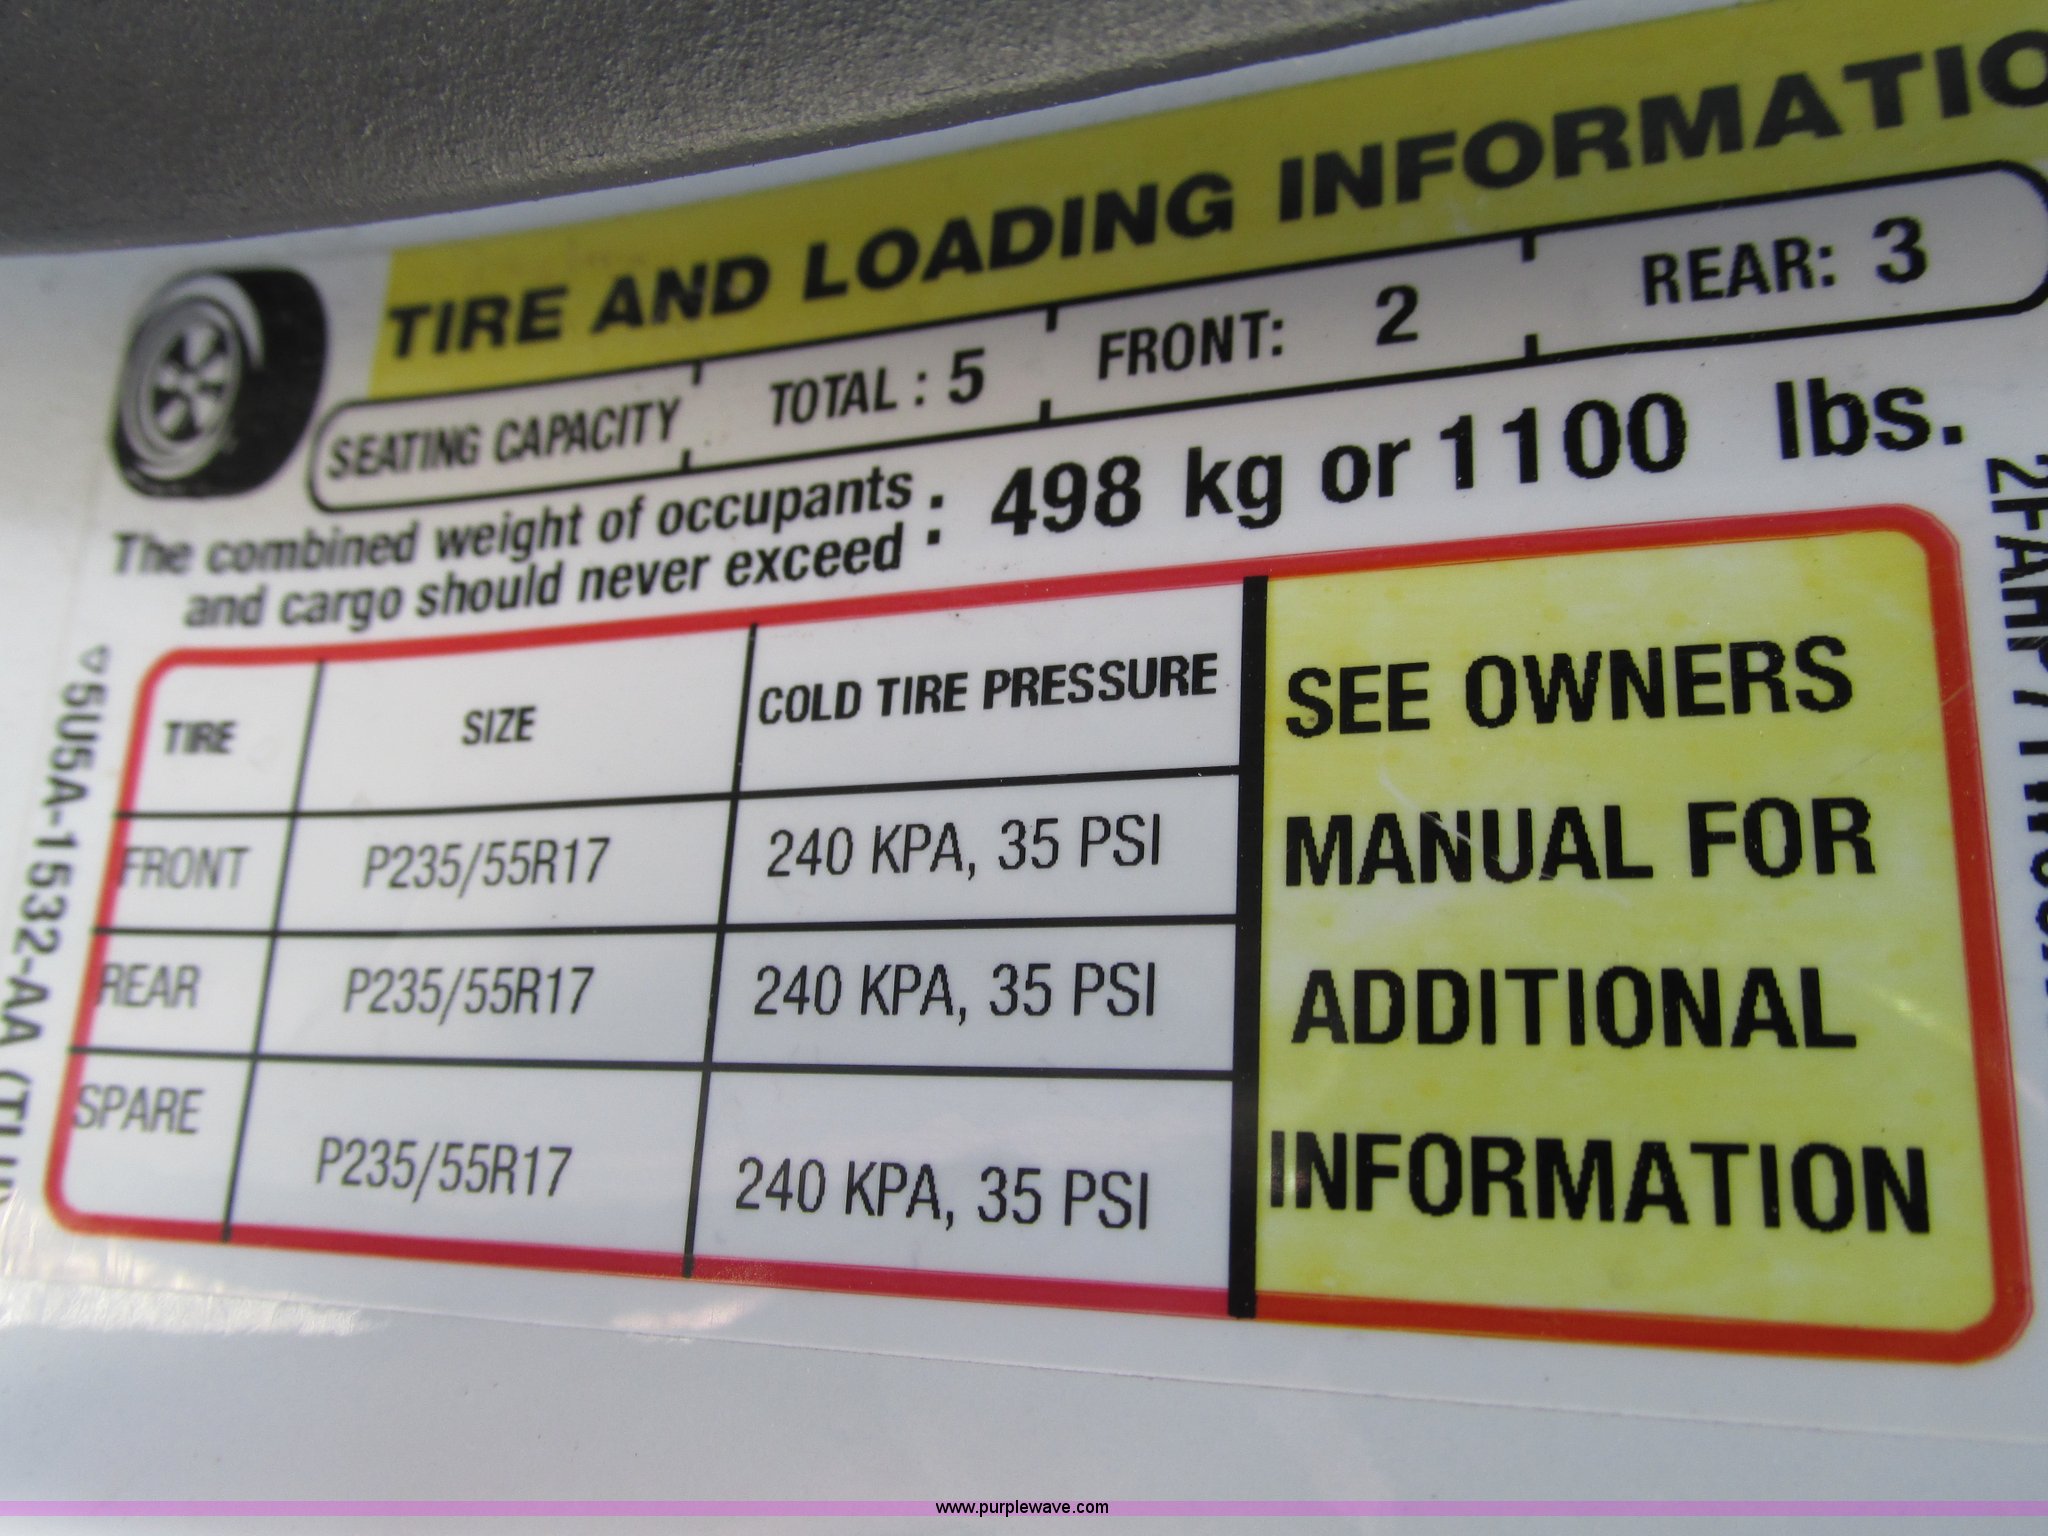 TIRE AND LOADING INFORMATIO
SEATING CAPACITY TOTAL : 5 FRONT: 2 REAR: 3
The combined weight of occupants : 498 kg or 1100 lbs.
and cargo should never exceed :
TIRE SIZE COLD TIRE PRESSURE
FRONT P235/55R17 240 KPA, 35 PSI
REAR P235/55R17 240 KPA, 35 PSI
SPARE P235/55R17 240 KPA, 35 PSI
SEE OWNERS
MANUAL FOR
ADDITIONAL
INFORMATION
5U5A-1532-AA
www.purplewave.com